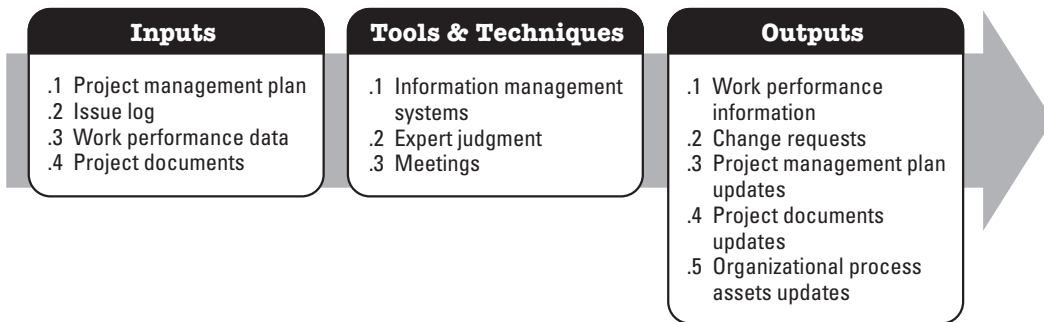 Inputs
.1 Project management plan
.2 Issue log
.3 Work performance data
.4 Project documents
Tools & Techniques
.1 Information management
systems
.2 Expert judgment
.3 Meetings
Outputs
.1 Work performance
information
.2 Change requests
.3 Project management plan
updates
.4 Project documents
updates
.5 Organizational process
assets updates